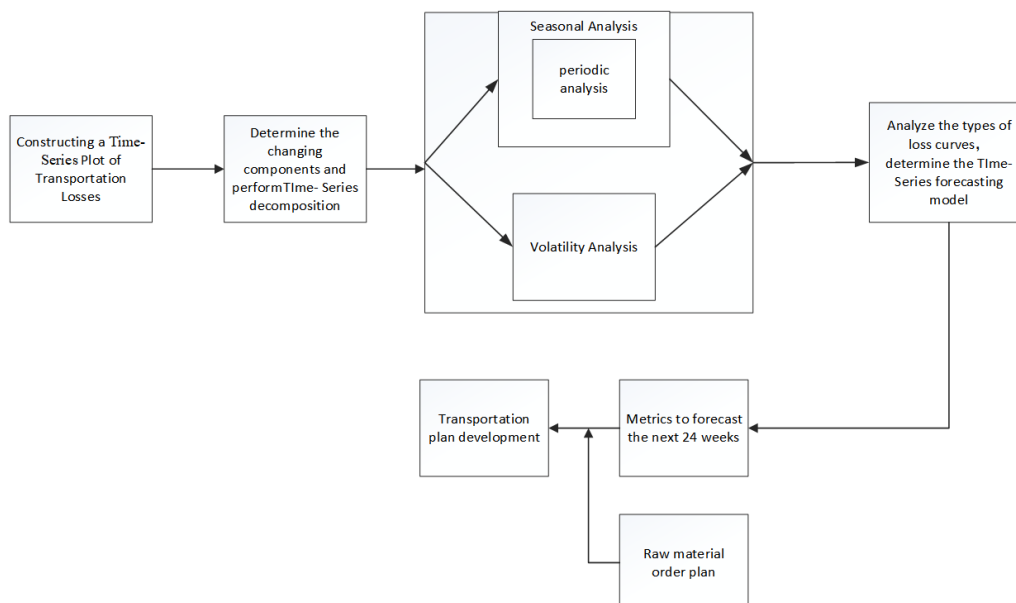 Constructing a Time-
Series Plot of
Transportation
Losses
Determine the
changing
components and
performTIme- Series
decomposition
Seasonal Analysis
periodic
analysis
Volatility Analysis
Analyze the types of
loss curves,
determine the TIme-
Series forecasting
model
Transportation
plan development
Metrics to forecast
the next 24 weeks
Raw material
order plan